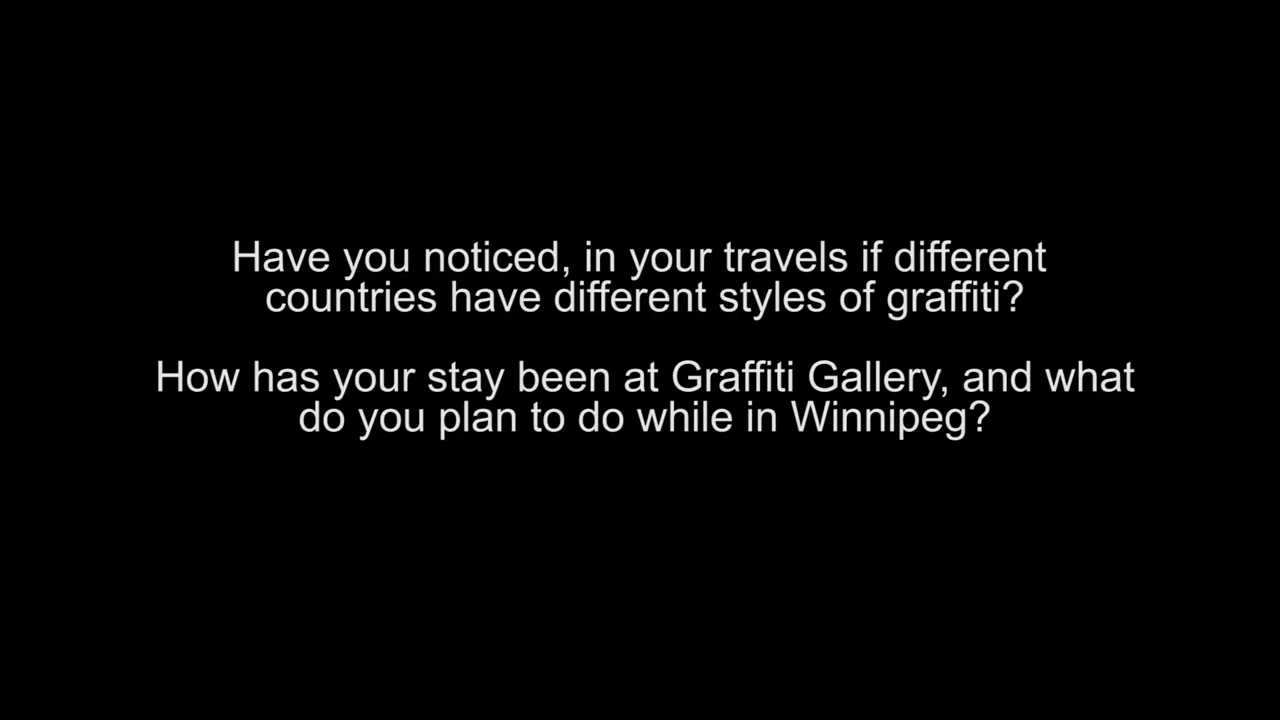 Have you noticed, in your travels if different
countries have different styles of graffiti?
How has your stay been at Graffiti Gallery, and what
do you plan to do while in Winnipeg?